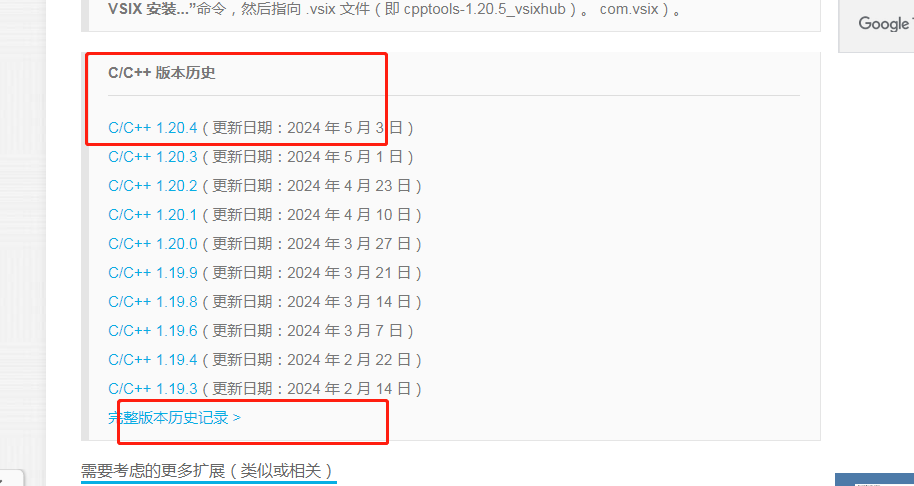 VSIX 安装...”命令，然后指向 .vsix 文件（即 cpptools-1.20.5_vsixhub）。 com.vsix）。
Google
C/C++ 版本历史
C/C++ 1.20.4（更新日期：2024 年 5 月 3 日）
C/C++ 1.20.3（更新日期：2024 年 5 月 1 日）
C/C++ 1.20.2（更新日期：2024 年 4 月 23 日）
C/C++ 1.20.1（更新日期：2024 年 4 月 10 日）
C/C++ 1.20.0（更新日期：2024 年 3 月 27 日）
C/C++ 1.19.9（更新日期：2024 年 3 月 21 日）
C/C++ 1.19.8（更新日期：2024 年 3 月 14 日）
C/C++ 1.19.6（更新日期：2024 年 3 月 7 日）
C/C++ 1.19.4（更新日期：2024 年 2 月 22 日）
C/C++ 1.19.3（更新日期：2024 年 2 月 14 日）
完整版本历史记录 >
需要考虑的更多扩展（类似或相关）